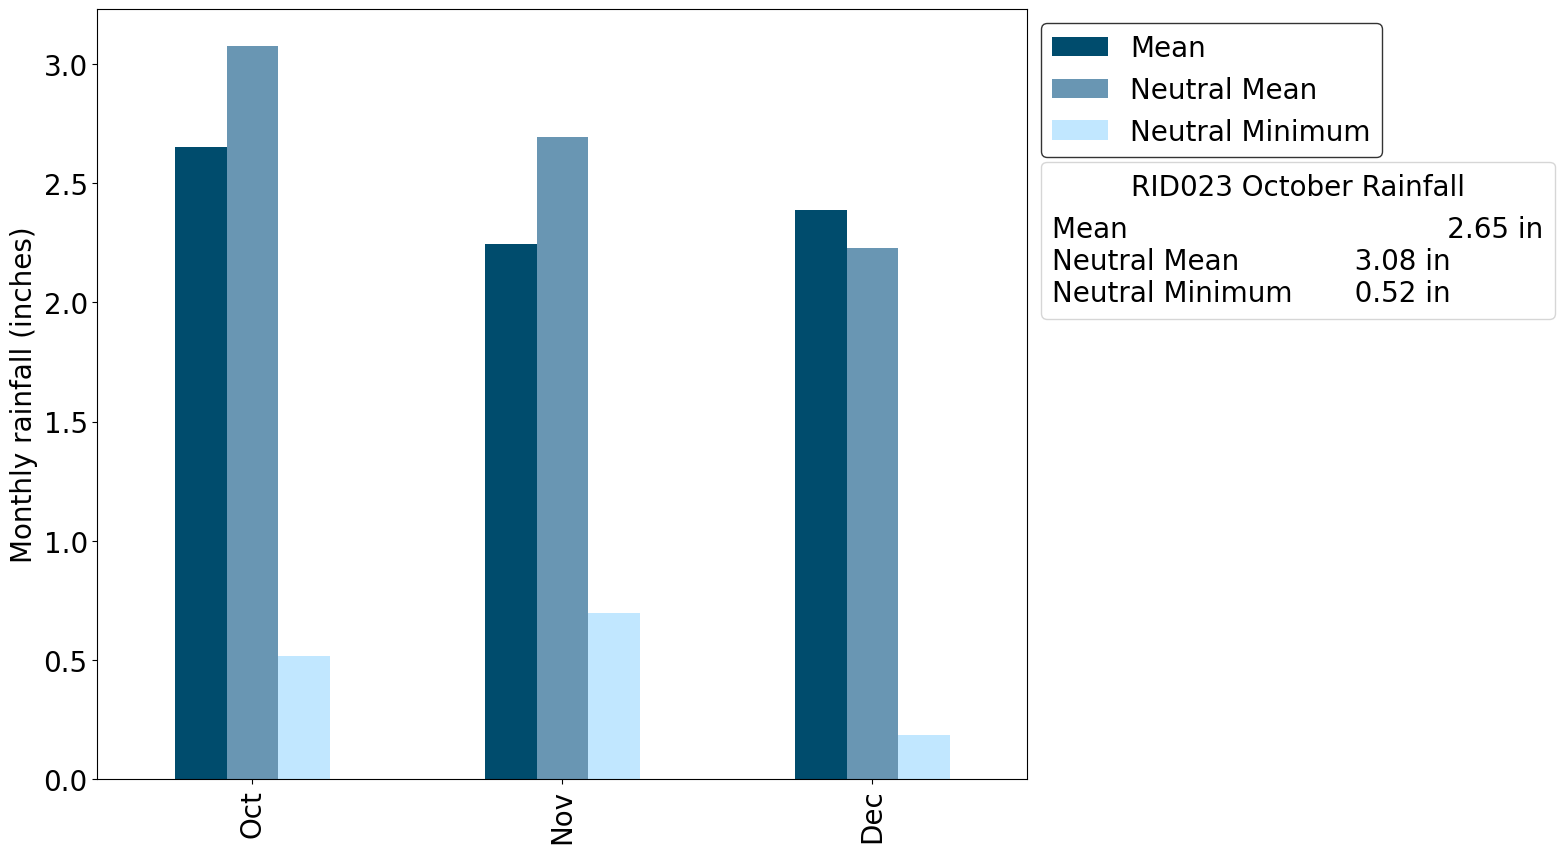 Monthly rainfall (inches)
3.0
2.5
2.0
1.5
1.0
0.5
0.0
Oct
Nov
Dec
Mean
Neutral Mean
Neutral Minimum
RID023 October Rainfall
Mean 2.65 in
Neutral Mean 3.08 in
Neutral Minimum 0.52 in